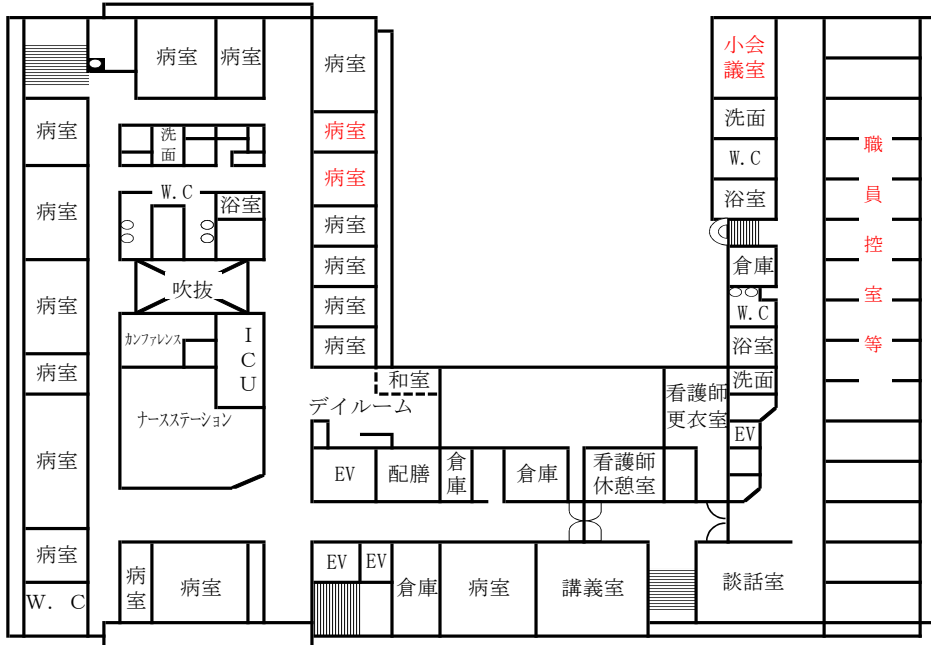 病室
病室
病室
小会
議室
病室
洗
面
病室
洗面
職
員
控
室
等
W.C
病室
W.C
病室
浴室
浴室
病室
吹抜
病室
倉庫
病室
病室
W.C
カンファレンス
I
C
U
病室
浴室
病室
和室
洗面
デイルーム
看護師
更衣室
ナースステーション
EV
病室
EV
配膳
倉
庫
倉庫
看護師
休憩室
病室
病
室
病室
EV
EV
倉庫
病室
講義室
談話室
W. C